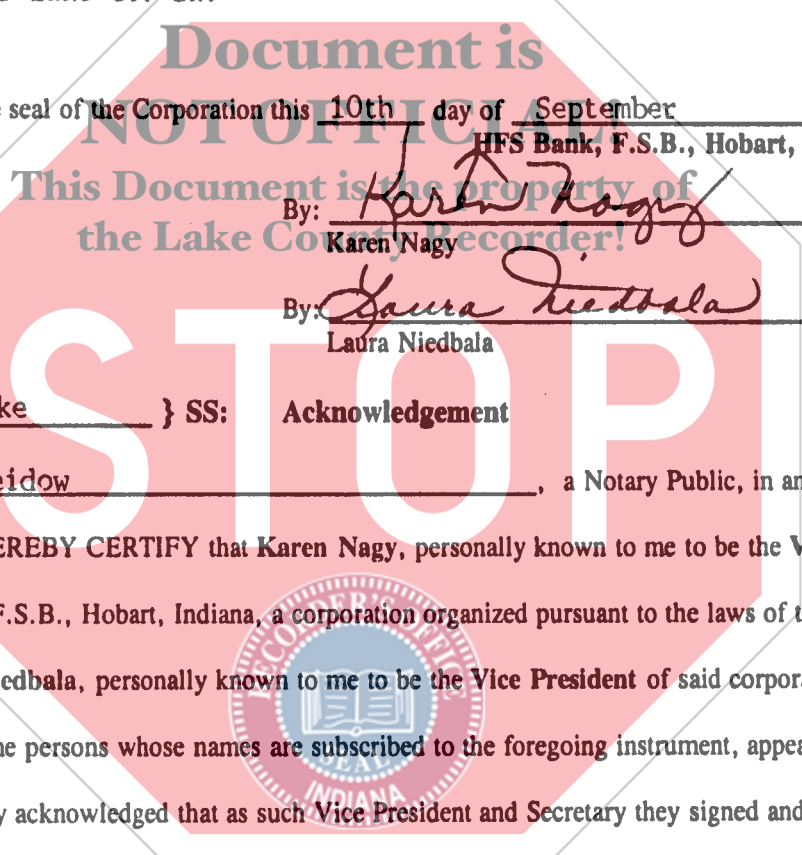 Document is
NOT OFFICIAL!
seal of the Corporation this 10th day of September
HFS Bank, F.S.B., Hobart,
This Document is the property of
By: Karen Nagy
the Lake County Recorder!
Karen Nagy
By: Laura Niedbala
Laura Niedbala
STOP
ke } SS: Acknowledgement
eidow, a Notary Public, in an
EREBY CERTIFY that Karen Nagy, personally known to me to be the V
F.S.B., Hobart, Indiana, a corporation organized pursuant to the laws of t
edbala, personally known to me to be the Vice President of said corpor
ne persons whose names are subscribed to the foregoing instrument, appea
y acknowledged that as such Vice President and Secretary they signed and
RECORDER'S OFFICE
SEAL
INDIANA